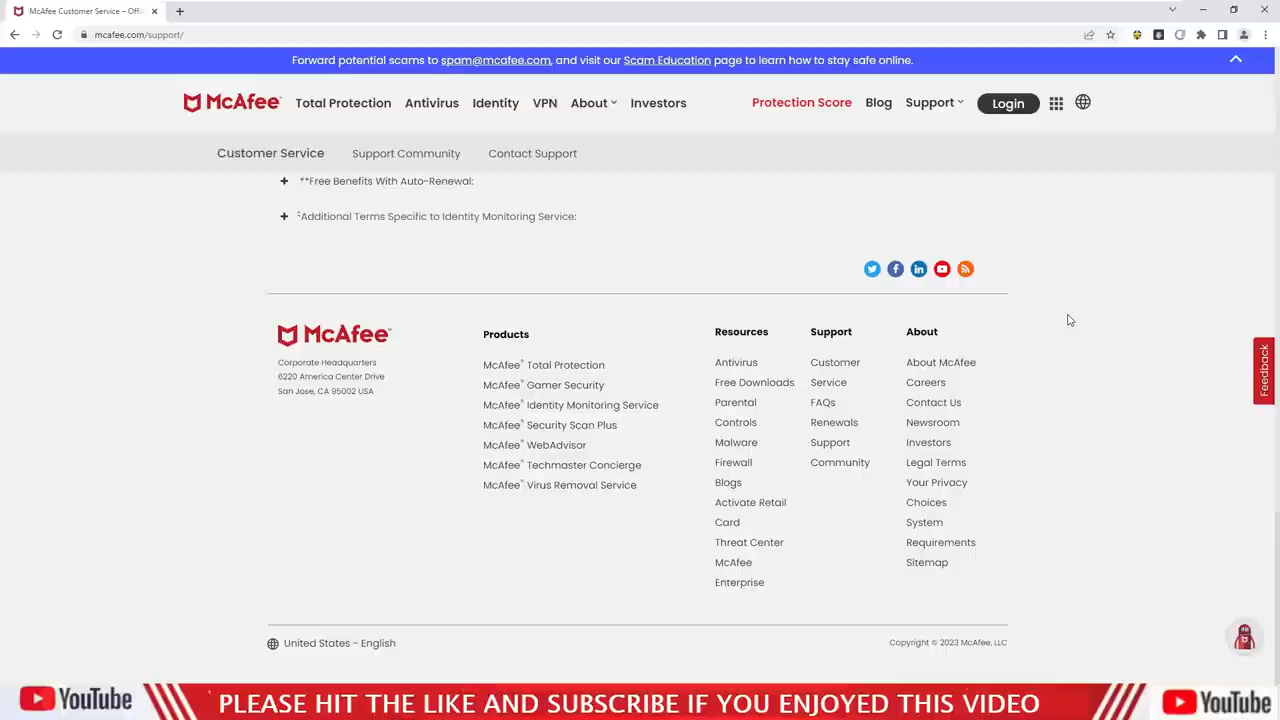 McAfee Customer Service – Offi
mcafee.com/support/
Forward potential scams to spam@mcafee.com, and visit our Scam Education page to learn how to stay safe online.
McAfee™ Total Protection Antivirus Identity VPN About Investors Protection Score Blog Support Login
Customer Service Support Community Contact Support
**Free Benefits With Auto-Renewal:
‡Additional Terms Specific to Identity Monitoring Service:
McAfee™
Corporate Headquarters
6220 America Center Drive
San Jose, CA 95002 USA
Products
McAfee® Total Protection
McAfee® Gamer Security
McAfee® Identity Monitoring Service
McAfee® Security Scan Plus
McAfee® WebAdvisor
McAfee® Techmaster Concierge
McAfee® Virus Removal Service
Resources
Antivirus
Free Downloads
Parental
Controls
Malware
Firewall
Blogs
Activate Retail
Card
Threat Center
McAfee
Enterprise
Support
Customer
Service
FAQs
Renewals
Support
Community
About
About McAfee
Careers
Contact Us
Newsroom
Investors
Legal Terms
Your Privacy
Choices
System
Requirements
Sitemap
Feedback
United States - English
Copyright © 2023 McAfee, LLC
YouTube PLEASE HIT THE LIKE AND SUBSCRIBE IF YOU ENJOYED THIS VIDEO YouTube